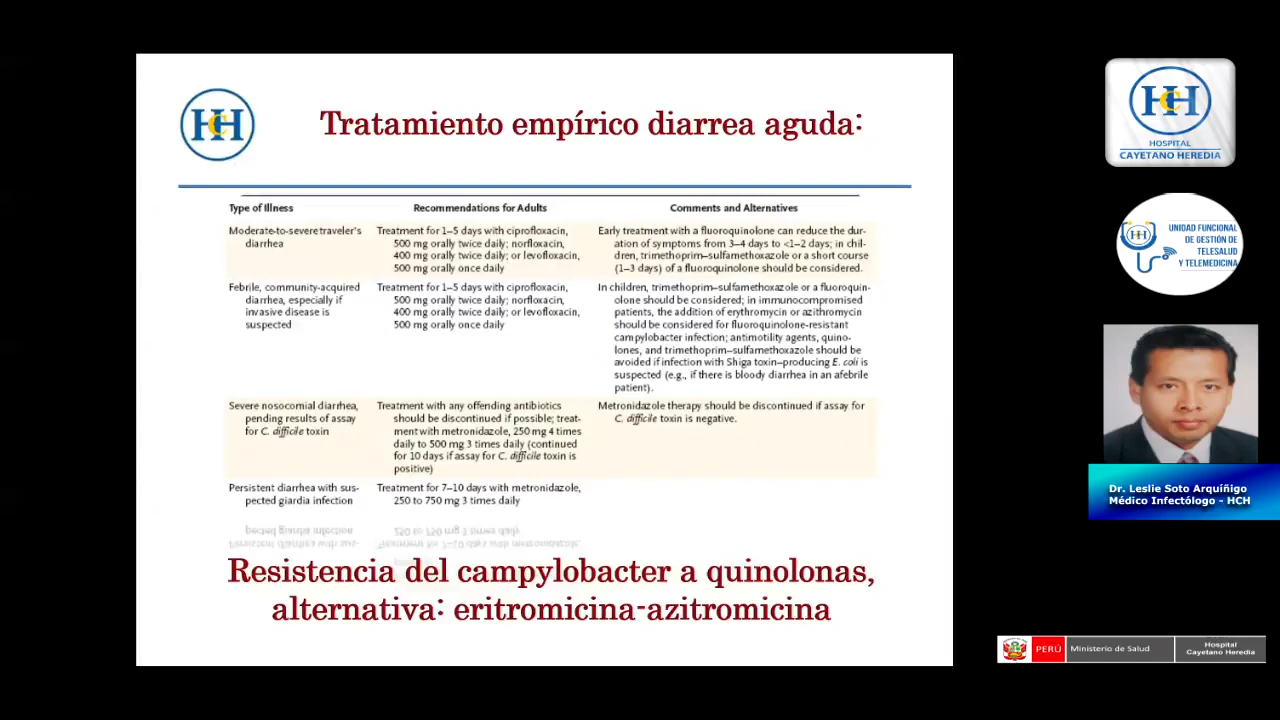 HCH
Tratamiento empírico diarrea aguda:
Type of Illness
Recommendations for Adults
Comments and Alternatives
Moderate-to-severe traveler's
diarrhea
Treatment for 1–5 days with ciprofloxacin,
500 mg orally twice daily; norfloxacin,
400 mg orally twice daily; or levofloxacin,
500 mg orally once daily
Early treatment with a fluoroquinolone can reduce the dur-
ation of symptoms from 3–4 days to <1–2 days; in chil-
dren, trimethoprim–sulfamethoxazole or a short course
(1–3 days) of a fluoroquinolone should be considered.
Febrile, community-acquired
diarrhea, especially if
invasive disease is
suspected
Treatment for 1–5 days with ciprofloxacin,
500 mg orally twice daily; norfloxacin,
400 mg orally twice daily; or levofloxacin,
500 mg orally once daily
In children, trimethoprim–sulfamethoxazole or a fluoroquin-
olone should be considered; in immunocompromised
patients, the addition of erythromycin or azithromycin
should be considered for fluoroquinolone-resistant
campylobacter infection; antimotility agents, quino-
lones, and trimethoprim–sulfamethoxazole should be
avoided if infection with Shiga toxin–producing E. coli is
suspected (e.g., if there is bloody diarrhea in an afebrile
patient).
Severe nosocomial diarrhea,
pending results of assay
for C. difficile toxin
Treatment with any offending antibiotics
should be discontinued if possible; treat-
ment with metronidazole, 250 mg 4 times
daily to 500 mg 3 times daily (continued
for 10 days if assay for C. difficile toxin is
positive)
Metronidazole therapy should be discontinued if assay for
C. difficile toxin is negative.
Persistent diarrhea with sus-
pected giardia infection
Treatment for 7–10 days with metronidazole,
250 to 750 mg 3 times daily
Resistencia del campylobacter a quinolonas,
alternativa: eritromicina-azitromicina
HCH
HOSPITAL
CAYETANO HEREDIA
HCH
UNIDAD FUNCIONAL
DE GESTIÓN DE
TELESALUD
Y TELEMEDICINA
Dr. Leslie Soto Arquíñigo
Médico Infectólogo - HCH
PERÚ
Ministerio de Salud
Hospital
Cayetano Heredia